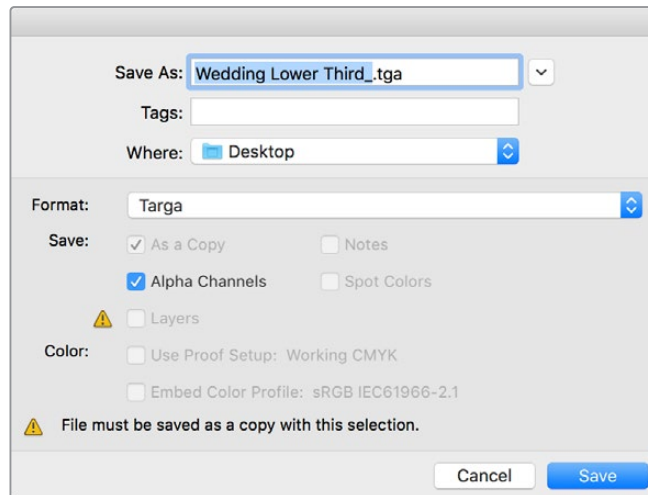 Save As: Wedding Lower Third_.tga
Tags:
Where: Desktop
Format: Targa
Save: As a Copy Notes
Alpha Channels Spot Colors
Layers
Color: Use Proof Setup: Working CMYK
Embed Color Profile: sRGB IEC61966-2.1
File must be saved as a copy with this selection.
Cancel Save